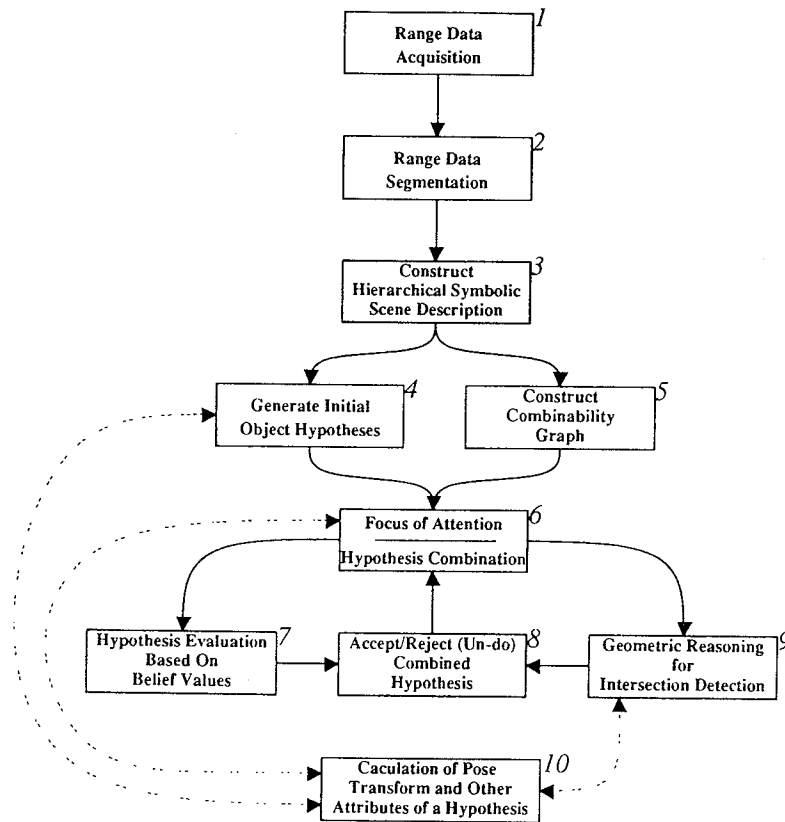 1
Range Data
Acquisition
2
Range Data
Segmentation
3
Construct
Hierarchical Symbolic
Scene Description
4
Generate Initial
Object Hypotheses
5
Construct
Combinability
Graph
6
Focus of Attention
Hypothesis Combination
7
Hypothesis Evaluation
Based On
Belief Values
8
Accept/Reject (Un-do)
Combined
Hypothesis
9
Geometric Reasoning
for
Intersection Detection
10
Caculation of Pose
Transform and Other
Attributes of a Hypothesis